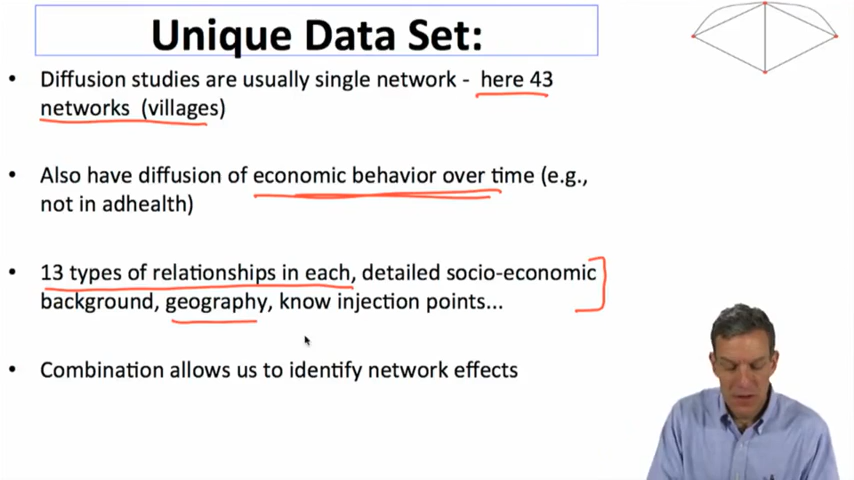 Unique Data Set:
• Diffusion studies are usually single network - here 43
networks (villages)
• Also have diffusion of economic behavior over time (e.g.,
not in adhealth)
• 13 types of relationships in each, detailed socio-economic
background, geography, know injection points...
• Combination allows us to identify network effects